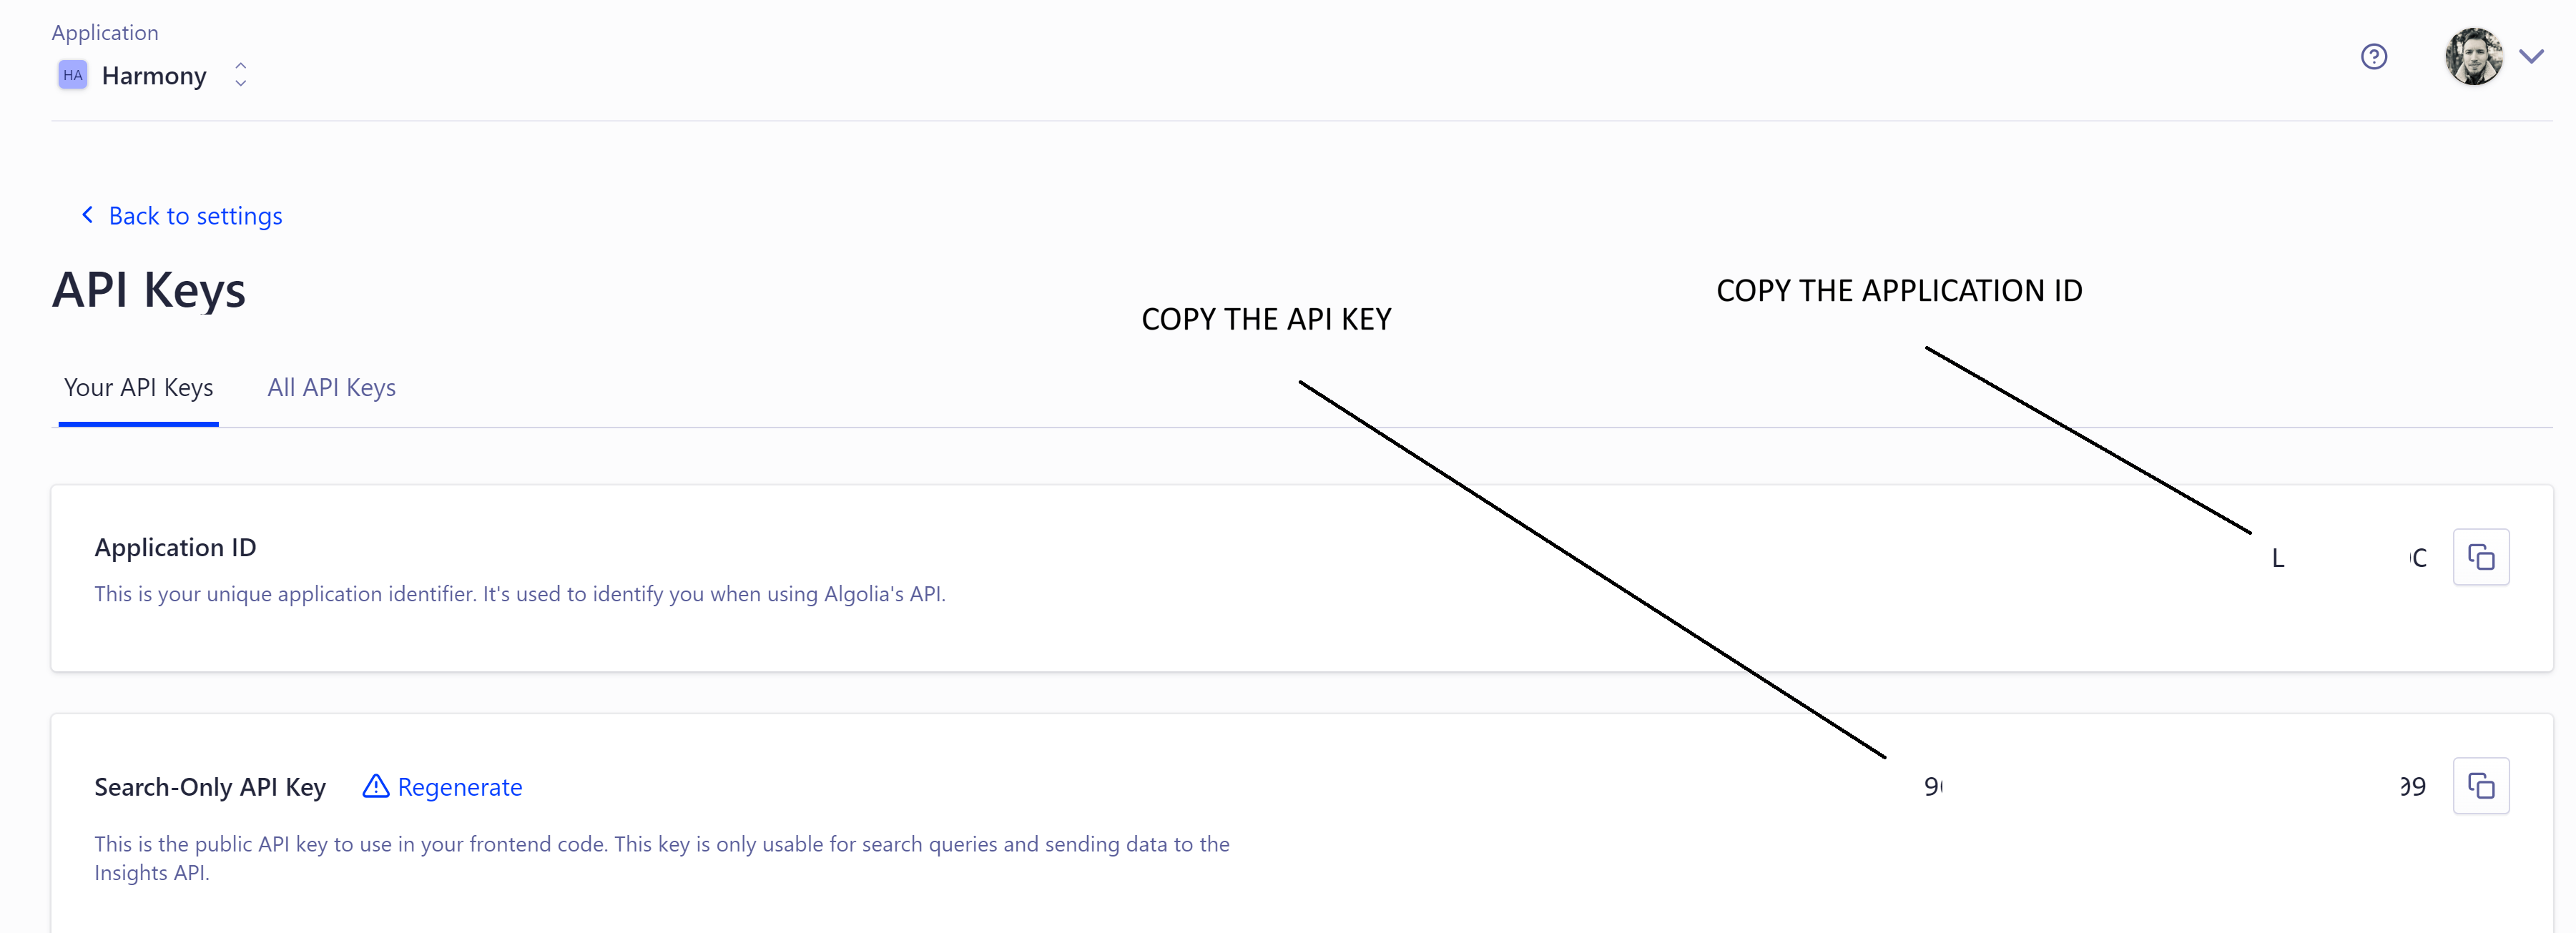 Application
HA Harmony
Back to settings
API Keys
COPY THE API KEY
COPY THE APPLICATION ID
Your API Keys All API Keys
Application ID
L C
This is your unique application identifier. It's used to identify you when using Algolia's API.
Search-Only API Key Regenerate
9 99
This is the public API key to use in your frontend code. This key is only usable for search queries and sending data to the
Insights API.